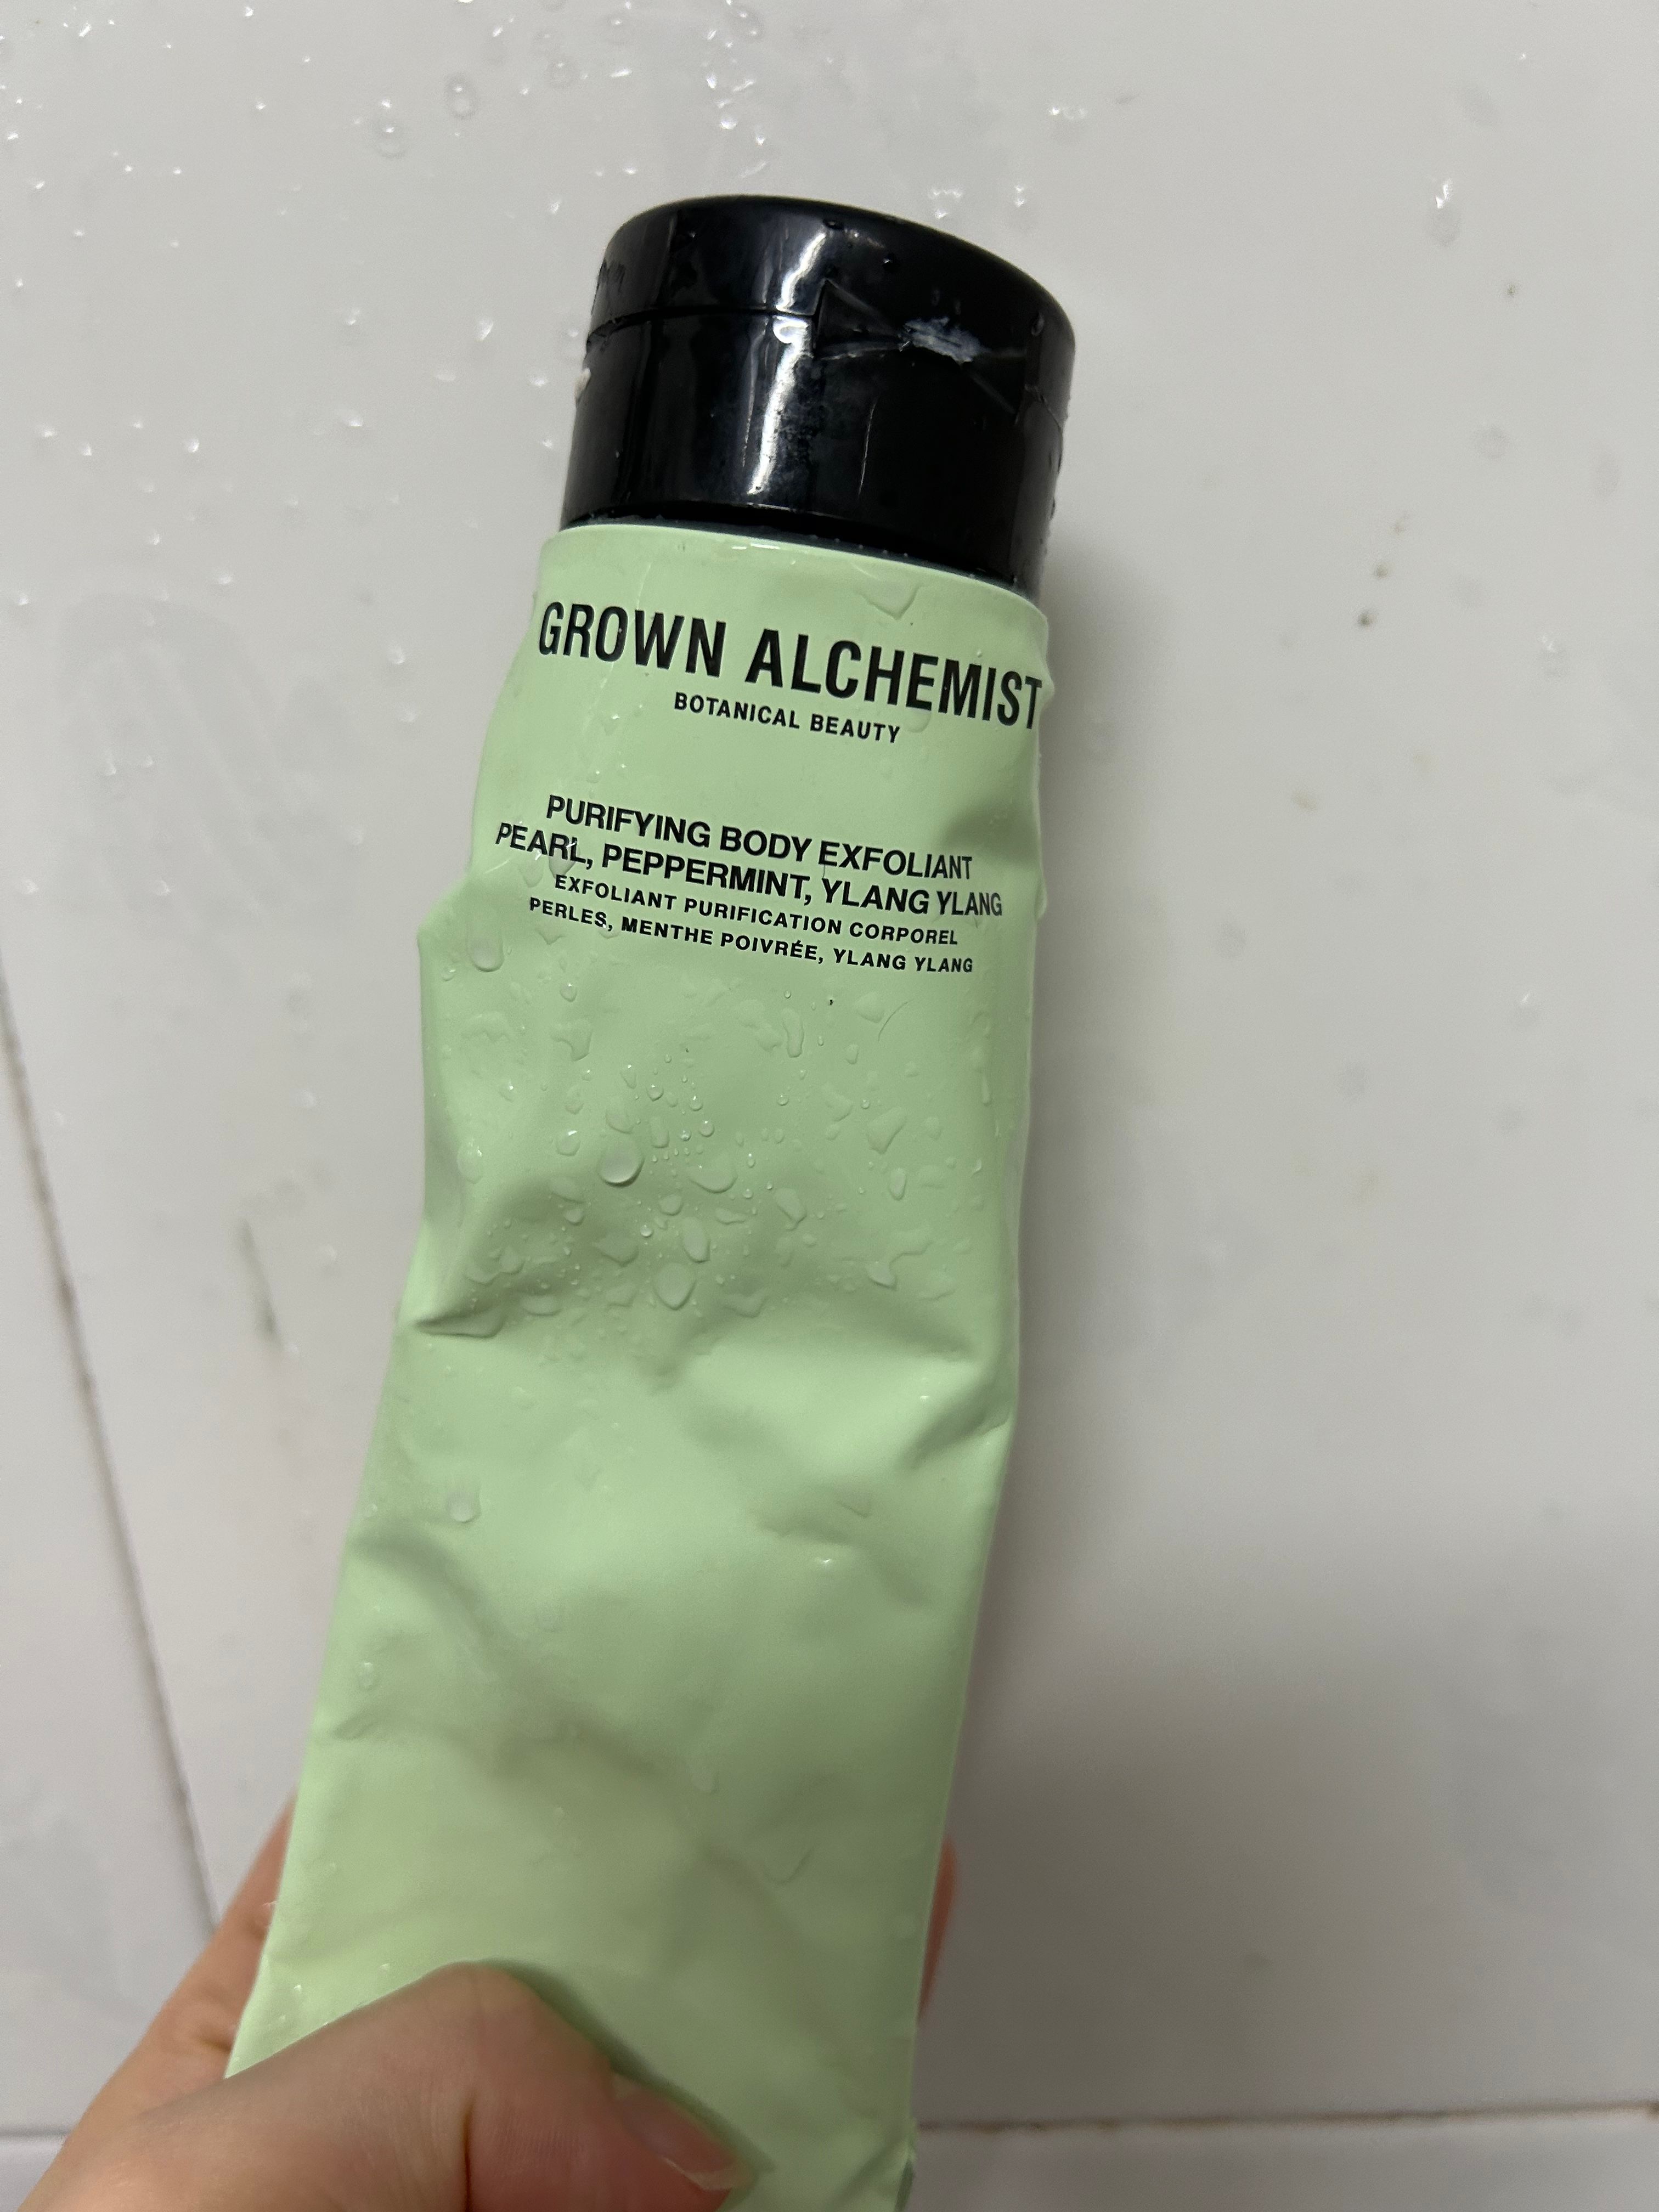 GROWN ALCHEMIST
BOTANICAL BEAUTY
PURIFYING BODY EXFOLIANT
PEARL, PEPPERMINT, YLANG YLANG
EXFOLIANT PURIFICATION CORPOREL
PERLES, MENTHE POIVRÉE, YLANG YLANG